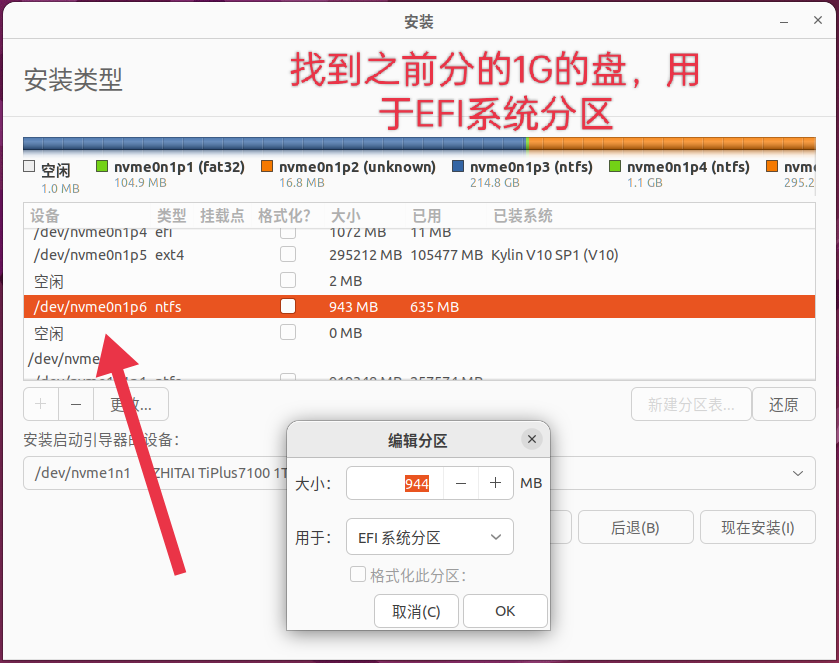 安装
安装类型
找到之前分的1G的盘，用
于EFI系统分区
空闲
1.0 MB
nvme0n1p1 (fat32)
104.9 MB
nvme0n1p2 (unknown)
16.8 MB
nvme0n1p3 (ntfs)
214.8 GB
nvme0n1p4 (ntfs)
1.1 GB
nvme
295.2
设备 类型 挂载点 格式化? 大小 已用 已装系统
/dev/nvme0n1p4 efi 1072 MB 11 MB
/dev/nvme0n1p5 ext4 295212 MB 105477 MB Kylin V10 SP1 (V10)
空闲 2 MB
/dev/nvme0n1p6 ntfs 943 MB 635 MB
空闲 0 MB
/dev/nvme
+ − 更改... 新建分区表... 还原
安装启动引导器的设备：
/dev/nvme1n1 ZHITAI TiPlus7100 1T
后退(B) 现在安装(I)
编辑分区
大小： 944 − + MB
用于： EFI 系统分区
格式化此分区：
取消(C) OK